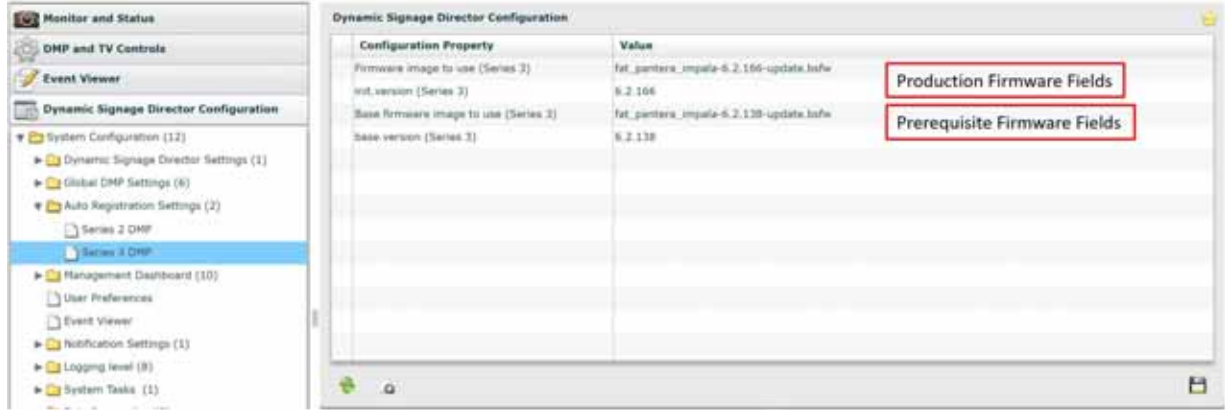 Monitor and Status
DMP and TV Controls
Event Viewer
Dynamic Signage Director Configuration
System Configuration (12)
Dynamic Signage Director Settings (1)
Global DMP Settings (6)
Auto Registration Settings (2)
Series 2 DMP
Series 3 DMP
Management Dashboard (10)
User Preferences
Event Viewer
Notification Settings (1)
Logging level (8)
System Tasks (1)
Dynamic Signage Director Configuration
Configuration Property Value
Firmware image to use (Series 3) fat_pantera_impala-6.2.166-update.bsfw
init.version (Series 3) 6.2.166
Base firmware image to use (Series 3) fat_pantera_impala-6.2.138-update.bsfw
base version (Series 3) 6.2.138
Production Firmware Fields
Prerequisite Firmware Fields